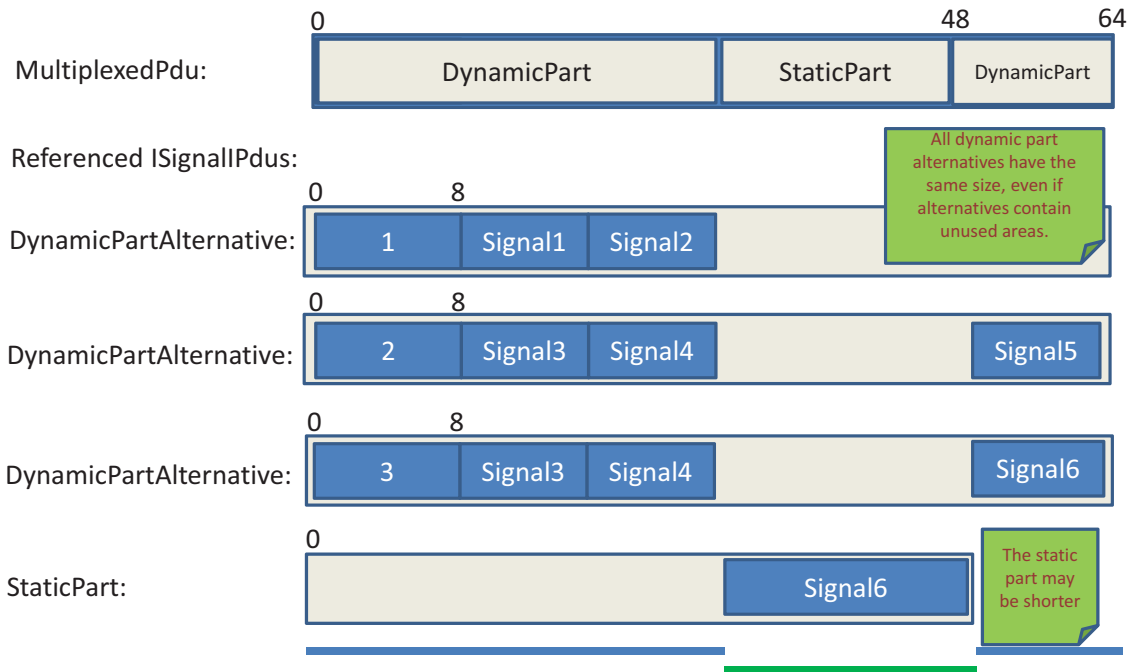 0 48 64
MultiplexedPdu: DynamicPart StaticPart DynamicPart
Referenced ISignalIPdus:
All dynamic part
alternatives have the
same size, even if
alternatives contain
unused areas.
0 8
DynamicPartAlternative: 1 Signal1 Signal2
0 8
DynamicPartAlternative: 2 Signal3 Signal4 Signal5
0 8
DynamicPartAlternative: 3 Signal3 Signal4 Signal6
0
StaticPart: Signal6
The static
part may
be shorter